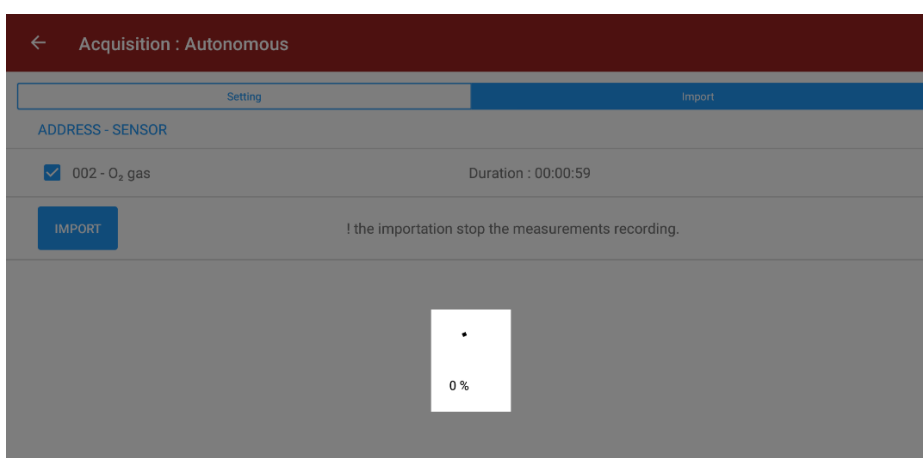 Acquisition : Autonomous
Setting
Import
ADDRESS - SENSOR
002 - O₂ gas
Duration : 00:00:59
IMPORT
! the importation stop the measurements recording.
0 %